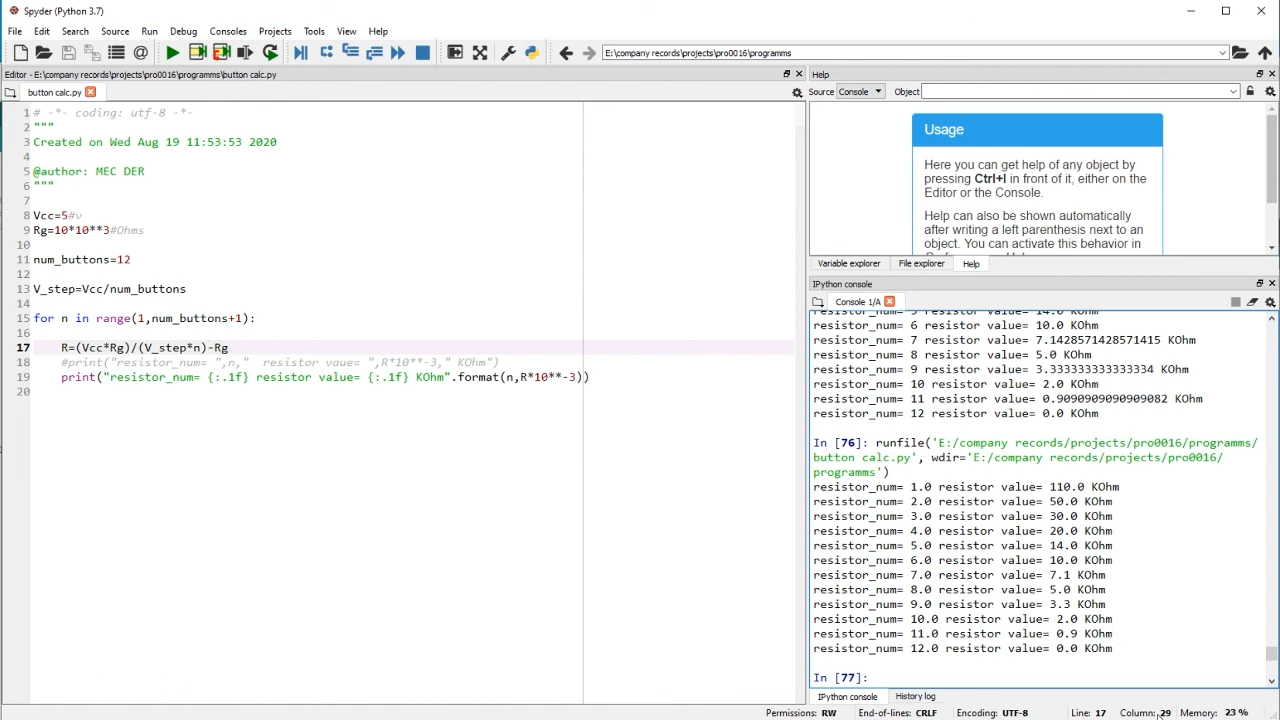 Spyder (Python 3.7)
File Edit Search Source Run Debug Consoles Projects Tools View Help
E:\company records\projects\pro0016\programms
Editor - E:\company records\projects\pro0016\programms\button calc.py
button calc.py
1 # -*- coding: utf-8 -*-
2 """
3 Created on Wed Aug 19 11:53:53 2020
4
5 @author: MEC DER
6 """
7
8 Vcc=5#v
9 Rg=10*10**3#Ohms
10
11 num_buttons=12
12
13 V_step=Vcc/num_buttons
14
15 for n in range(1,num_buttons+1):
16
17 R=(Vcc*Rg)/(V_step*n)-Rg
18 #print("resistor_num= ",n,"  resistor vaue= ",R*10**-3," KOhm")
19 print("resistor_num= {:.1f} resistor value= {:.1f} KOhm".format(n,R*10**-3))
20
Help
Source Console Object
Usage
Here you can get help of any object by
pressing Ctrl+I in front of it, either on the
Editor or the Console.
Help can also be shown automatically
after writing a left parenthesis next to an
object. You can activate this behavior in
Variable explorer File explorer Help
IPython console
Console 1/A
resistor_num= 5 resistor value= 14.0 KOhm
resistor_num= 6 resistor value= 10.0 KOhm
resistor_num= 7 resistor value= 7.1428571428571415 KOhm
resistor_num= 8 resistor value= 5.0 KOhm
resistor_num= 9 resistor value= 3.333333333333334 KOhm
resistor_num= 10 resistor value= 2.0 KOhm
resistor_num= 11 resistor value= 0.9090909090909082 KOhm
resistor_num= 12 resistor value= 0.0 KOhm
In [76]: runfile('E:/company records/projects/pro0016/programms/
button calc.py', wdir='E:/company records/projects/pro0016/
programms')
resistor_num= 1.0 resistor value= 110.0 KOhm
resistor_num= 2.0 resistor value= 50.0 KOhm
resistor_num= 3.0 resistor value= 30.0 KOhm
resistor_num= 4.0 resistor value= 20.0 KOhm
resistor_num= 5.0 resistor value= 14.0 KOhm
resistor_num= 6.0 resistor value= 10.0 KOhm
resistor_num= 7.0 resistor value= 7.1 KOhm
resistor_num= 8.0 resistor value= 5.0 KOhm
resistor_num= 9.0 resistor value= 3.3 KOhm
resistor_num= 10.0 resistor value= 2.0 KOhm
resistor_num= 11.0 resistor value= 0.9 KOhm
resistor_num= 12.0 resistor value= 0.0 KOhm
In [77]:
IPython console History log
Permissions: RW End-of-lines: CRLF Encoding: UTF-8 Line: 17 Column: 29 Memory: 23 %